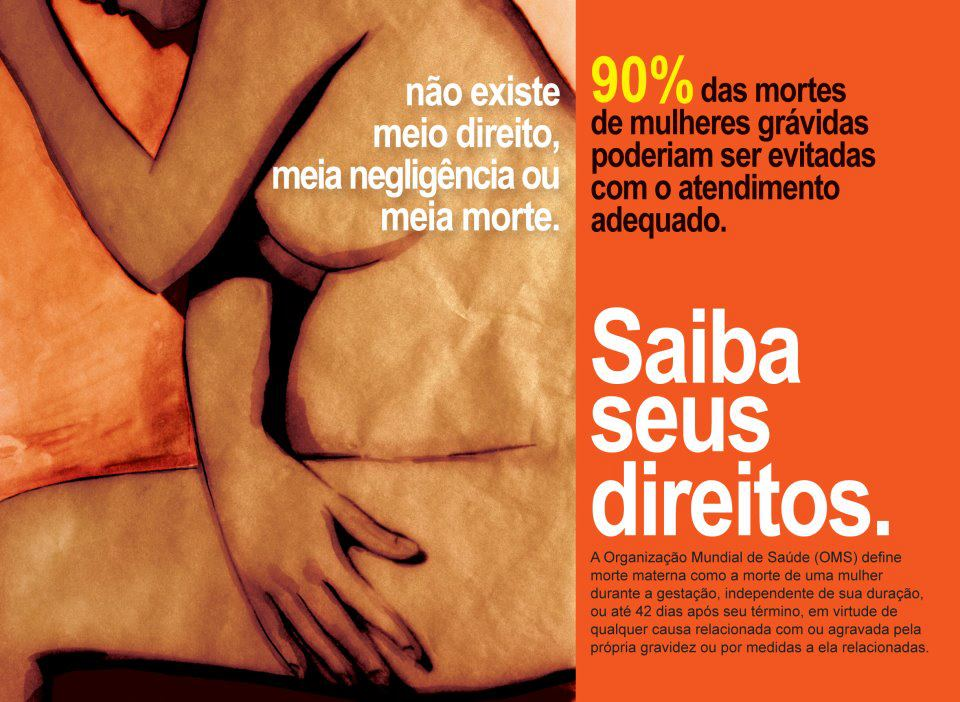 não existe
meio direito,
meia negligência ou
meia morte.
90% das mortes
de mulheres grávidas
poderiam ser evitadas
com o atendimento
adequado.
Saiba
seus
direitos.
A Organização Mundial de Saúde (OMS) define
morte materna como a morte de uma mulher
durante a gestação, independente de sua duração,
ou até 42 dias após seu término, em virtude de
qualquer causa relacionada com ou agravada pela
própria gravidez ou por medidas a ela relacionadas.